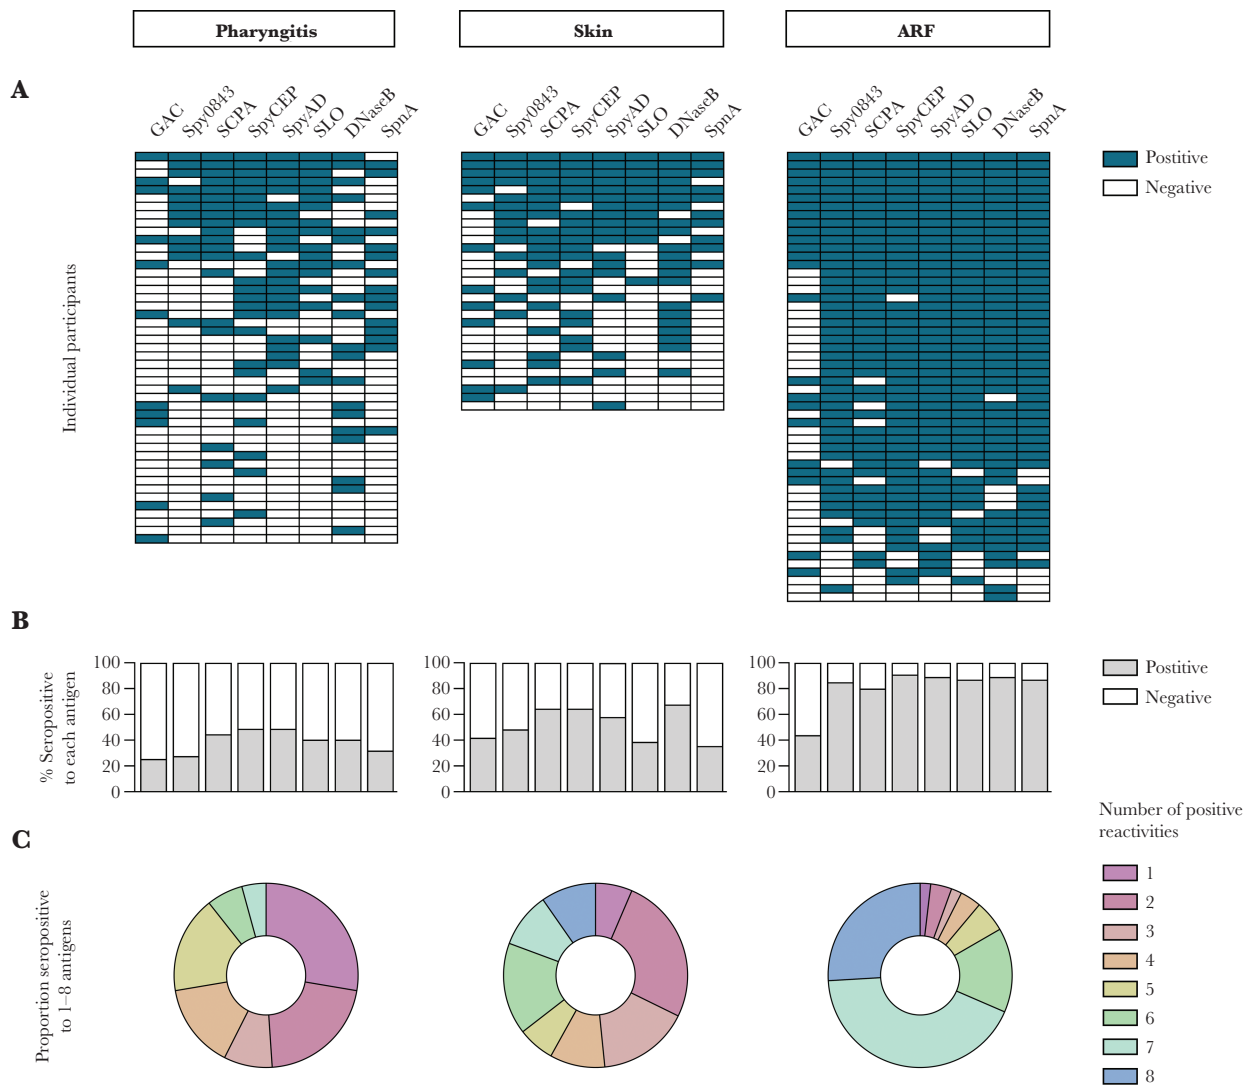 Pharyngitis
Skin
ARF
A
GAC Spy0843 SCPA SpyCEP SpyAD SLO DNaseB SpnA
GAC Spy0843 SCPA SpyCEP SpyAD SLO DNaseB SpnA
GAC Spy0843 SCPA SpyCEP SpyAD SLO DNaseB SpnA
Postitive
Negative
Individual participants
B
% Seropositive
to each antigen
100
80
60
40
20
0
100
80
60
40
20
0
100
80
60
40
20
0
Postitive
Negative
C
Proportion seropositive
to 1–8 antigens
Number of positive
reactivities
1
2
3
4
5
6
7
8